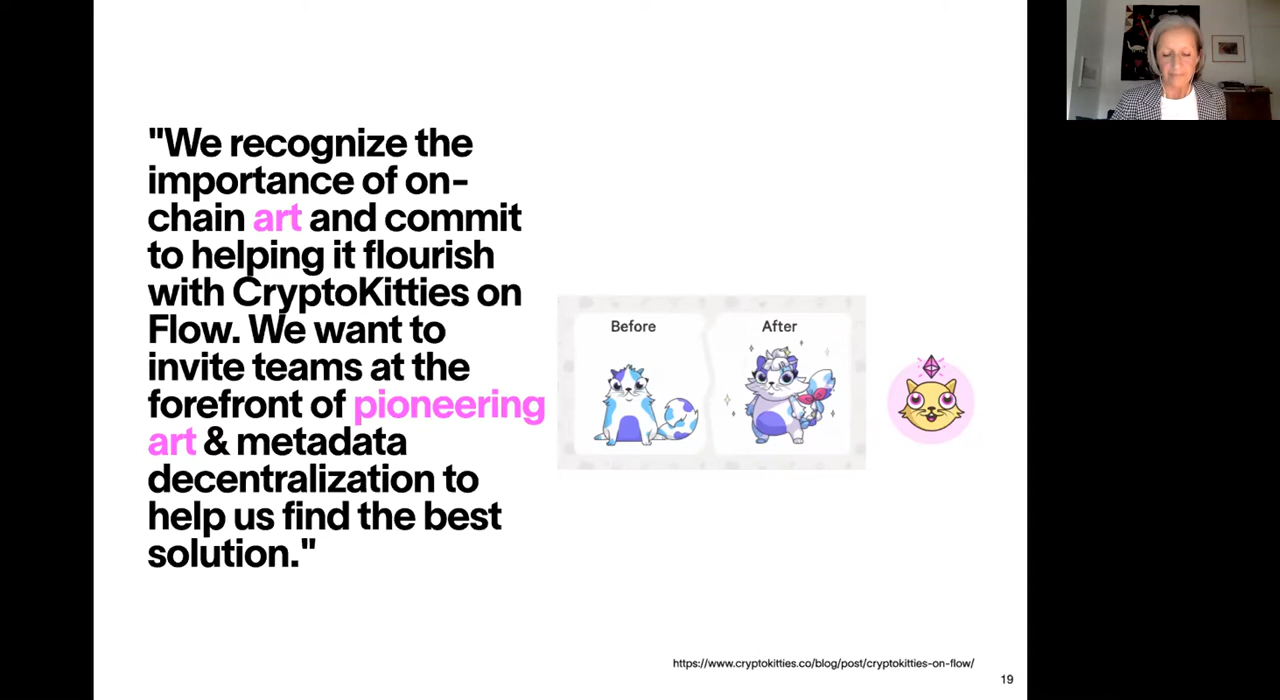 "We recognize the
importance of on-
chain art and commit
to helping it flourish
with CryptoKitties on
Flow. We want to
invite teams at the
forefront of pioneering
art & metadata
decentralization to
help us find the best
solution."
Before
After
https://www.cryptokitties.co/blog/post/cryptokitties-on-flow/
19